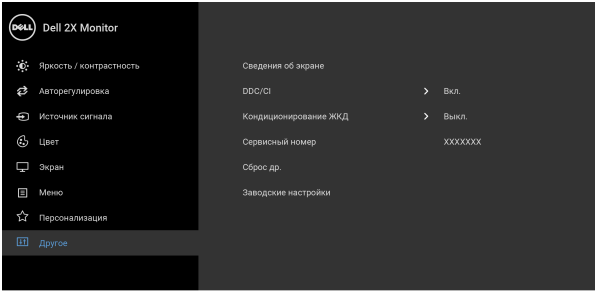 DELL Dell 2X Monitor
Яркость / контрастность
Сведения об экране
Авторегулировка
DDC/CI Вкл.
Источник сигнала
Кондиционирование ЖКД Выкл.
Цвет
Сервисный номер XXXXXXX
Экран
Сброс др.
Меню
Заводские настройки
Персонализация
Другое